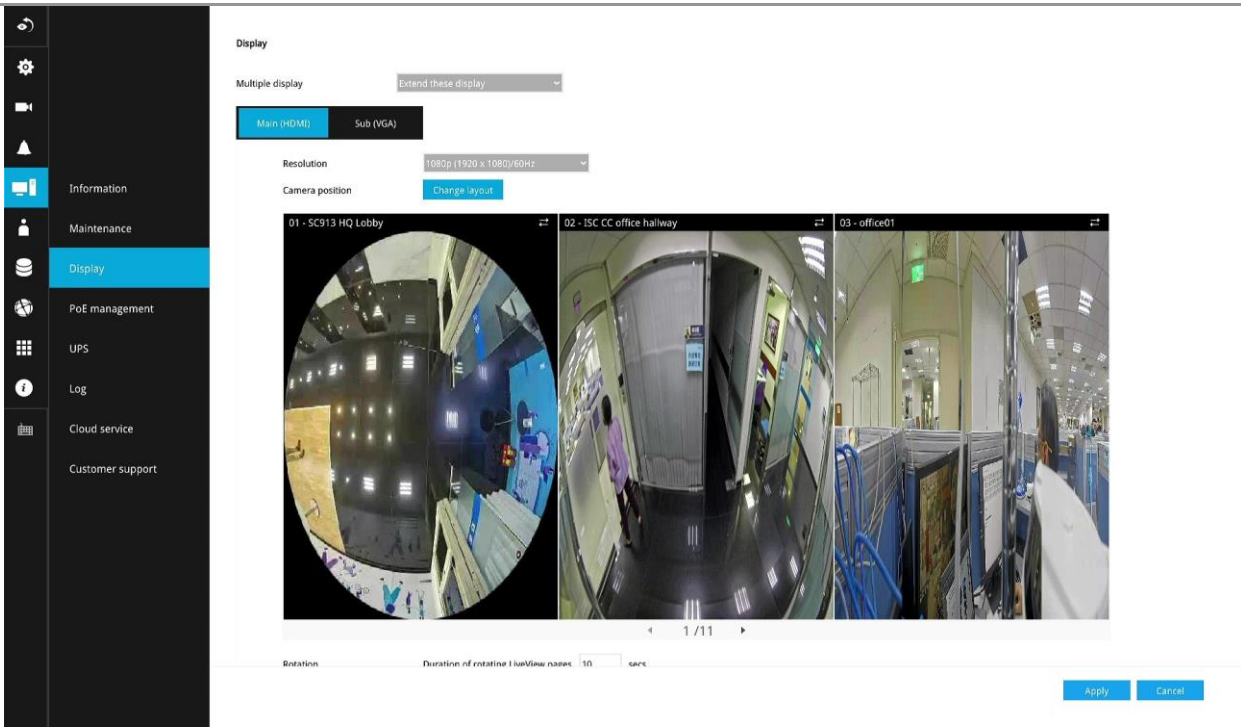 Display
Multiple display Extend these display
Main (HDMI) Sub (VGA)
Resolution 1080p (1920 x 1080)/60Hz
Camera position Change layout
Information
Maintenance
Display
PoE management
UPS
Log
Cloud service
Customer support
01 - SC913 HQ Lobby
02 - ISC CC office hallway
03 - office01
1 /11
Rotation Duration of rotating LiveView pages 10 secs
Apply Cancel